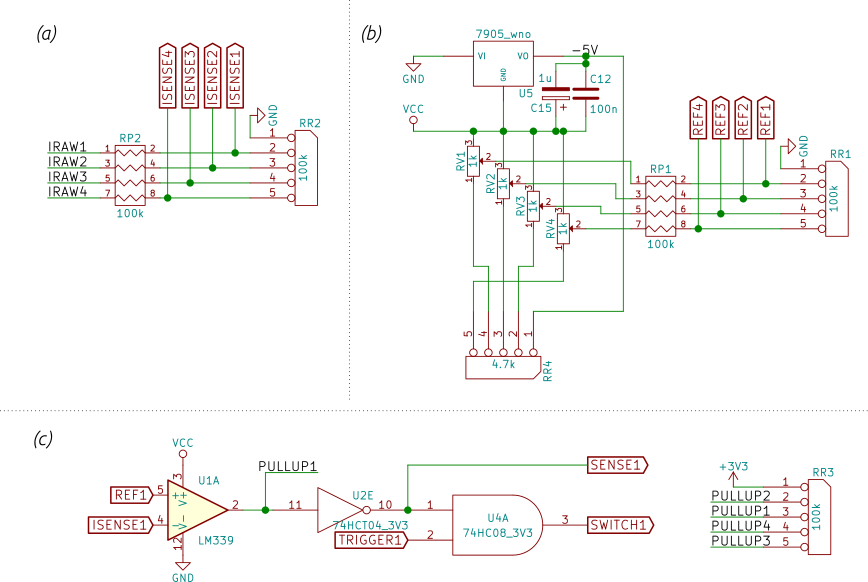 (a)
ISENSE4 ISENSE3 ISENSE2 ISENSE1
GND
RR2
RP2
IRAW1 1 2 1
IRAW2 3 4 2
IRAW3 5 6 3
IRAW4 7 8 4
5
100k
100k
(b)
7905_wno
VI VO
GND
U5
-5V
GND
1u C12
C15 + 100n
VCC
RV1 1k 3 2 1
RV2 1k 3 2 1
RV3 1k 3 2 1
RV4 1k 3 2 1
REF4 REF3 REF2 REF1
GND
RR1
RP1
1 2 1
3 4 2
5 6 3
7 8 4
5
100k
100k
5 4 3 2 1
4.7k
RR4
(c)
VCC
3
U1A
REF1 5 + V+
ISENSE1 4 - V-
2
12
LM339
GND
PULLUP1
11 U2E 10
74HCT04_3V3
TRIGGER1
1
2
U4A
74HC08_3V3
3
SENSE1
SWITCH1
+3V3
RR3
1
PULLUP2 2
PULLUP1 3
PULLUP4 4
PULLUP3 5
100k